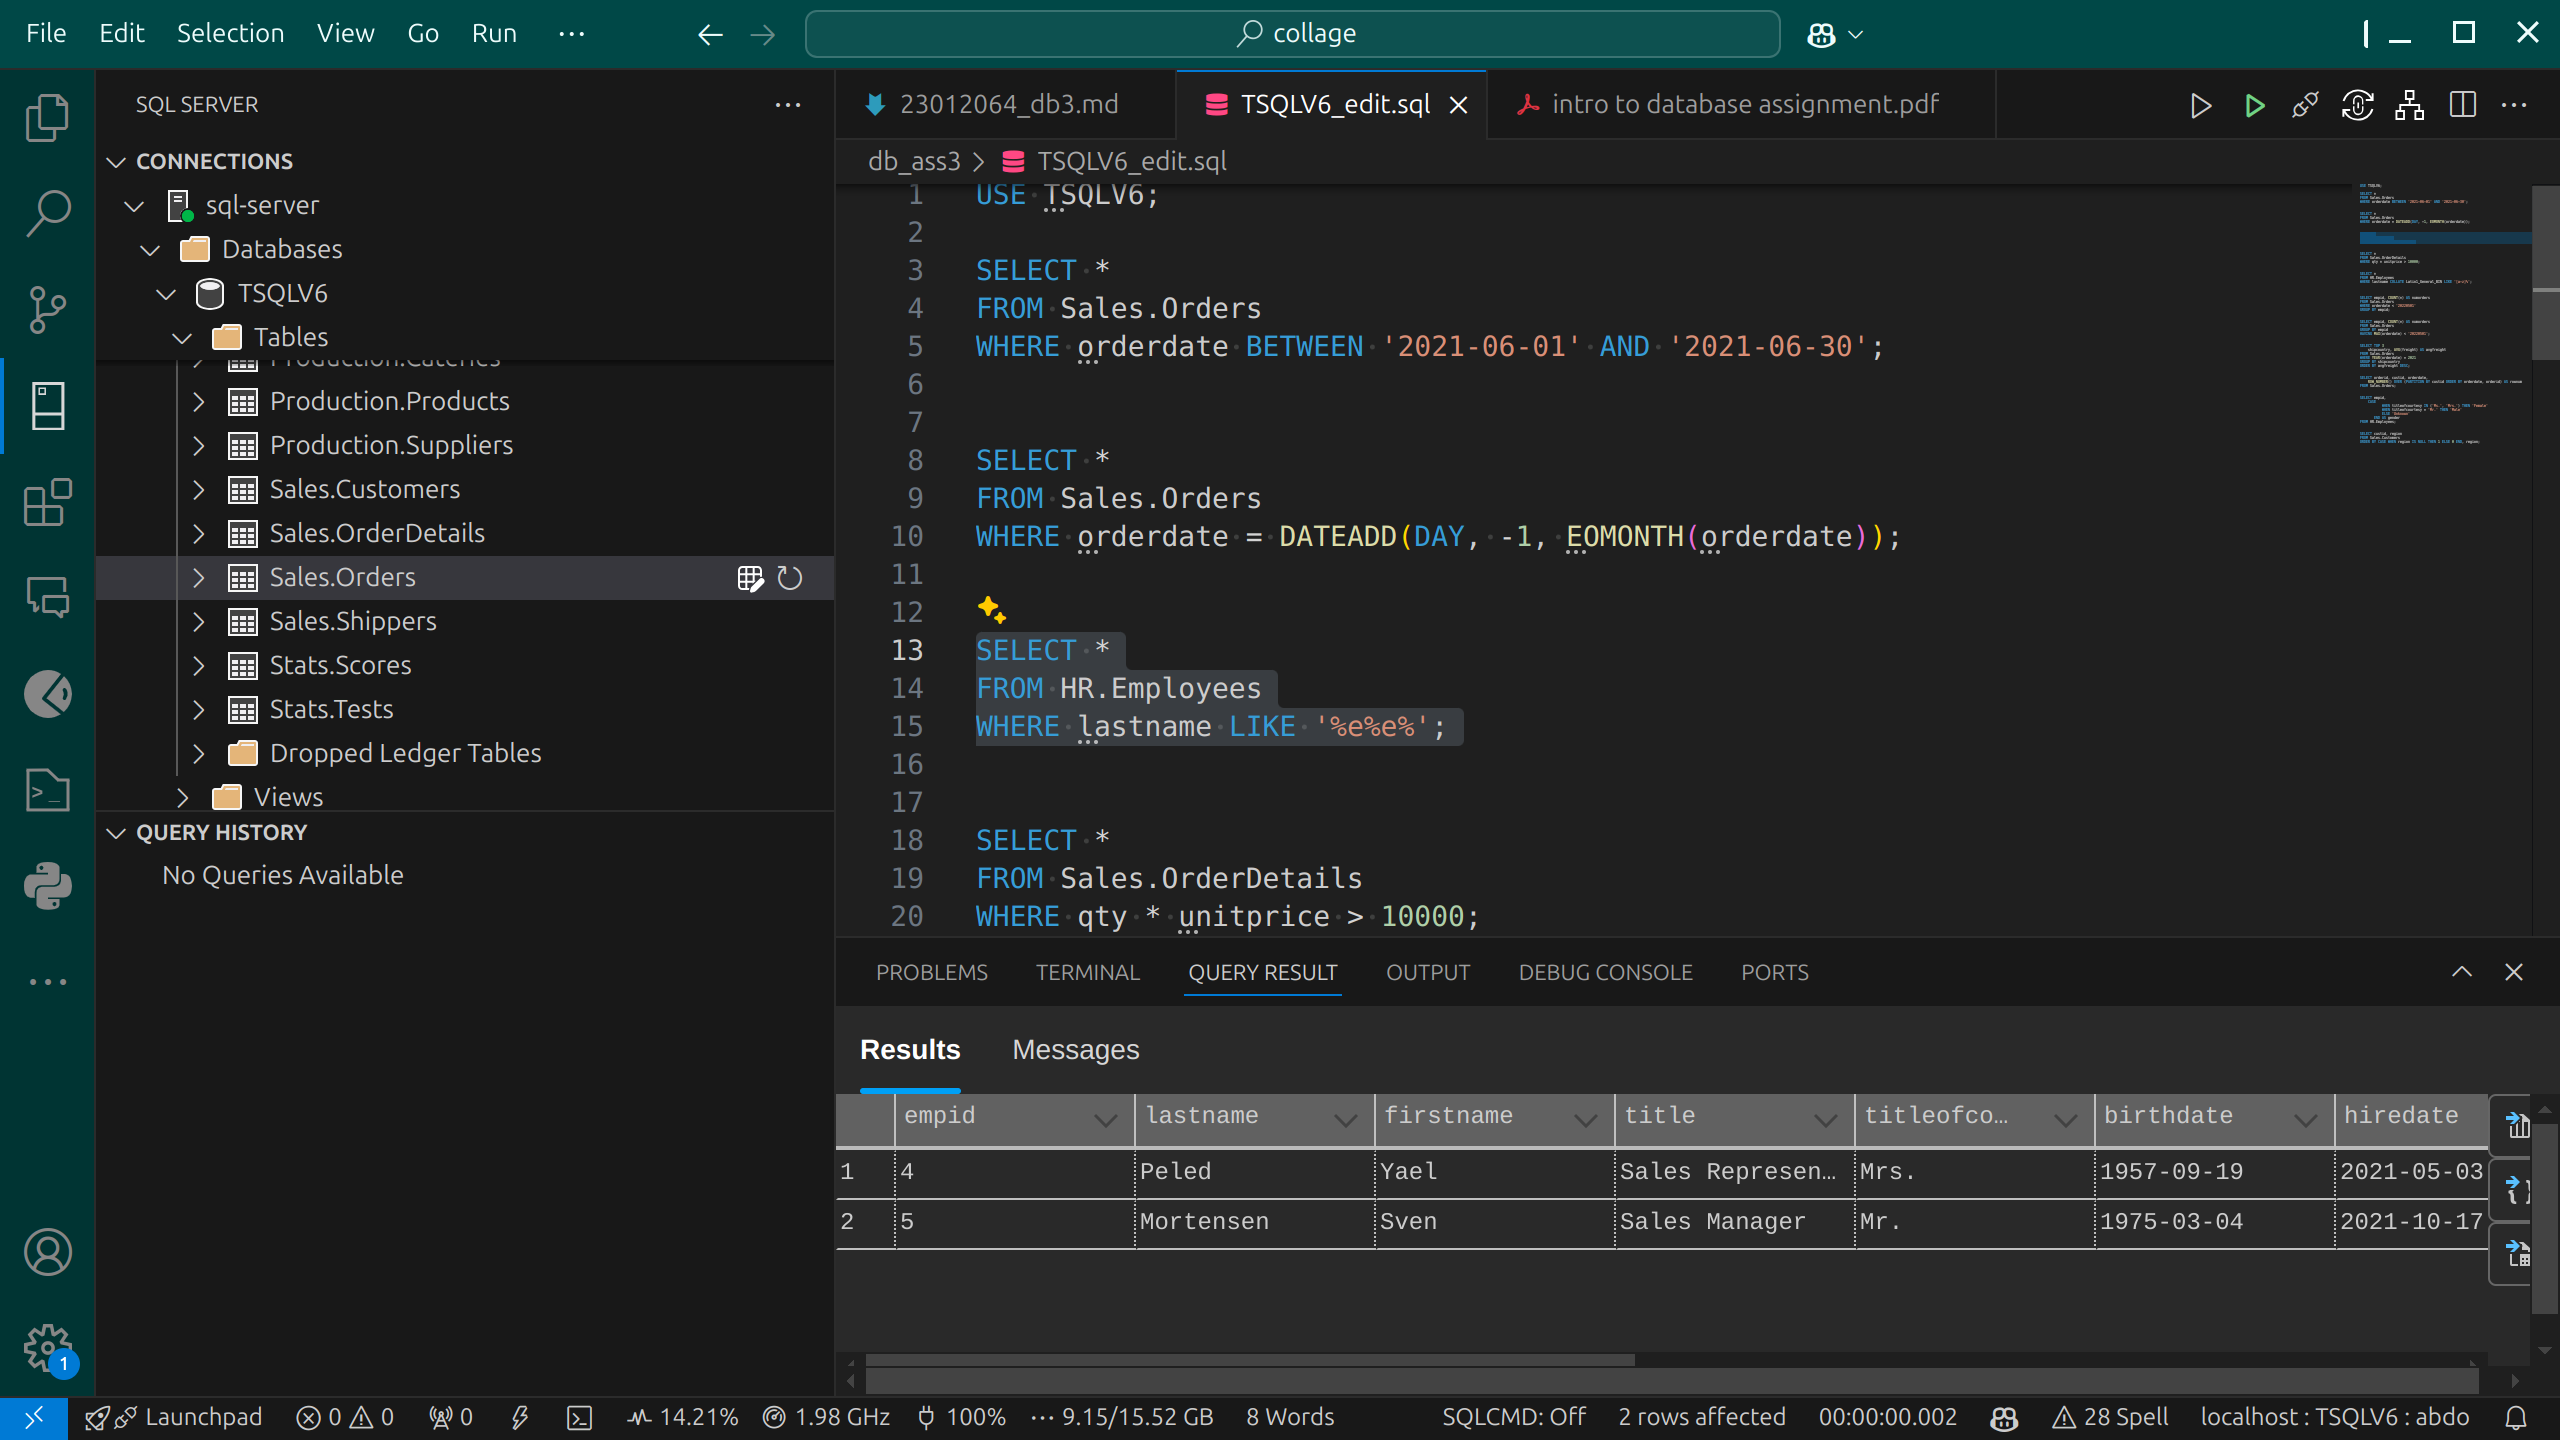 File Edit Selection View Go Run ···
collage
SQL SERVER
CONNECTIONS
sql-server
Databases
TSQLV6
Tables
Production.Products
Production.Suppliers
Sales.Customers
Sales.OrderDetails
Sales.Orders
Sales.Shippers
Stats.Scores
Stats.Tests
Dropped Ledger Tables
Views
QUERY HISTORY
No Queries Available
23012064_db3.md TSQLV6_edit.sql intro to database assignment.pdf
db_ass3 TSQLV6_edit.sql
1 USE TSQLV6;
2
3 SELECT *
4 FROM Sales.Orders
5 WHERE orderdate BETWEEN '2021-06-01' AND '2021-06-30';
6
7
8 SELECT *
9 FROM Sales.Orders
10 WHERE orderdate = DATEADD(DAY, -1, EOMONTH(orderdate));
11
12
13 SELECT *
14 FROM HR.Employees
15 WHERE lastname LIKE '%e%e%';
16
17
18 SELECT *
19 FROM Sales.OrderDetails
20 WHERE qty * unitprice > 10000;
PROBLEMS TERMINAL QUERY RESULT OUTPUT DEBUG CONSOLE PORTS
Results Messages
empid lastname firstname title titleofco… birthdate hiredate
1 4 Peled Yael Sales Represen… Mrs. 1957-09-19 2021-05-03
2 5 Mortensen Sven Sales Manager Mr. 1975-03-04 2021-10-17
1
Launchpad 0 0 0 14.21% 1.98 GHz 100% 9.15/15.52 GB 8 Words SQLCMD: Off 2 rows affected 00:00:00.002 28 Spell localhost : TSQLV6 : abdo